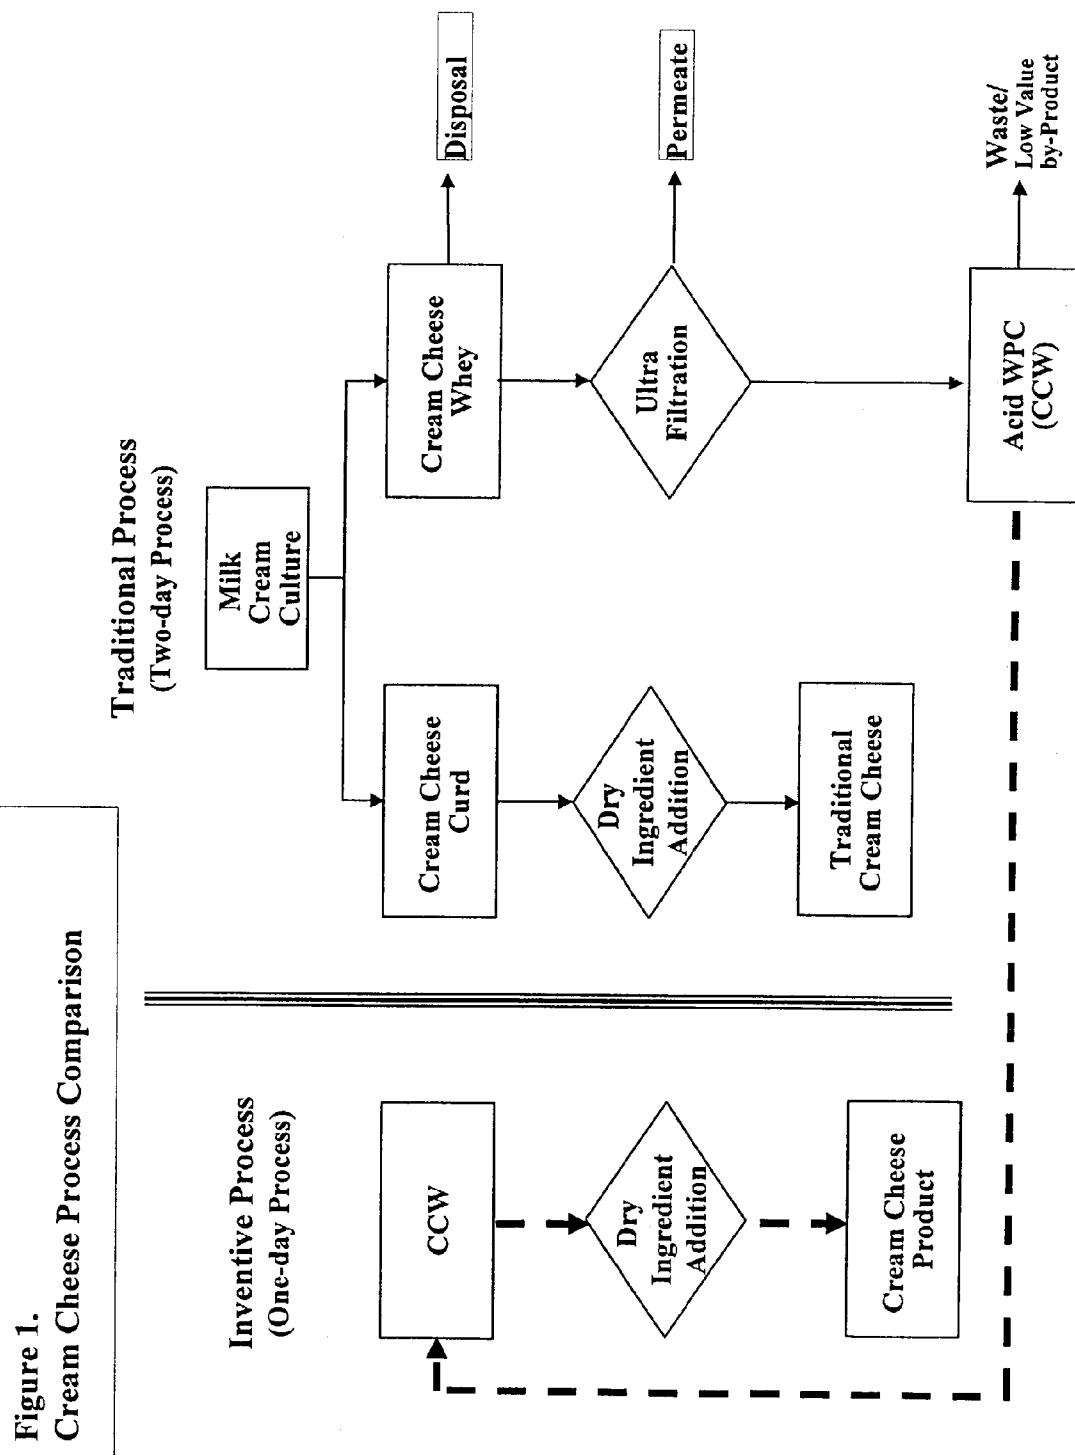 Figure 1.
Cream Cheese Process Comparison
Inventive Process
(One-day Process)
CCW
Dry
Ingredient
Addition
Cream Cheese
Product
Traditional Process
(Two-day Process)
Milk
Cream
Culture
Cream Cheese
Curd
Dry
Ingredient
Addition
Traditional
Cream Cheese
Cream Cheese
Whey
Disposal
Ultra
Filtration
Permeate
Acid WPC
(CCW)
Waste/
Low Value
by-Product